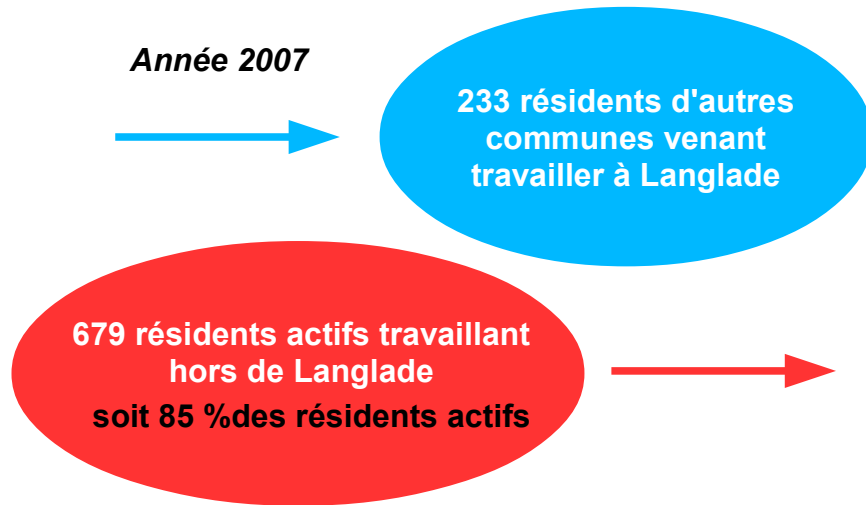 Année 2007
233 résidents d'autres
communes venant
travailler à Langlade
679 résidents actifs travaillant
hors de Langlade
soit 85 %des résidents actifs